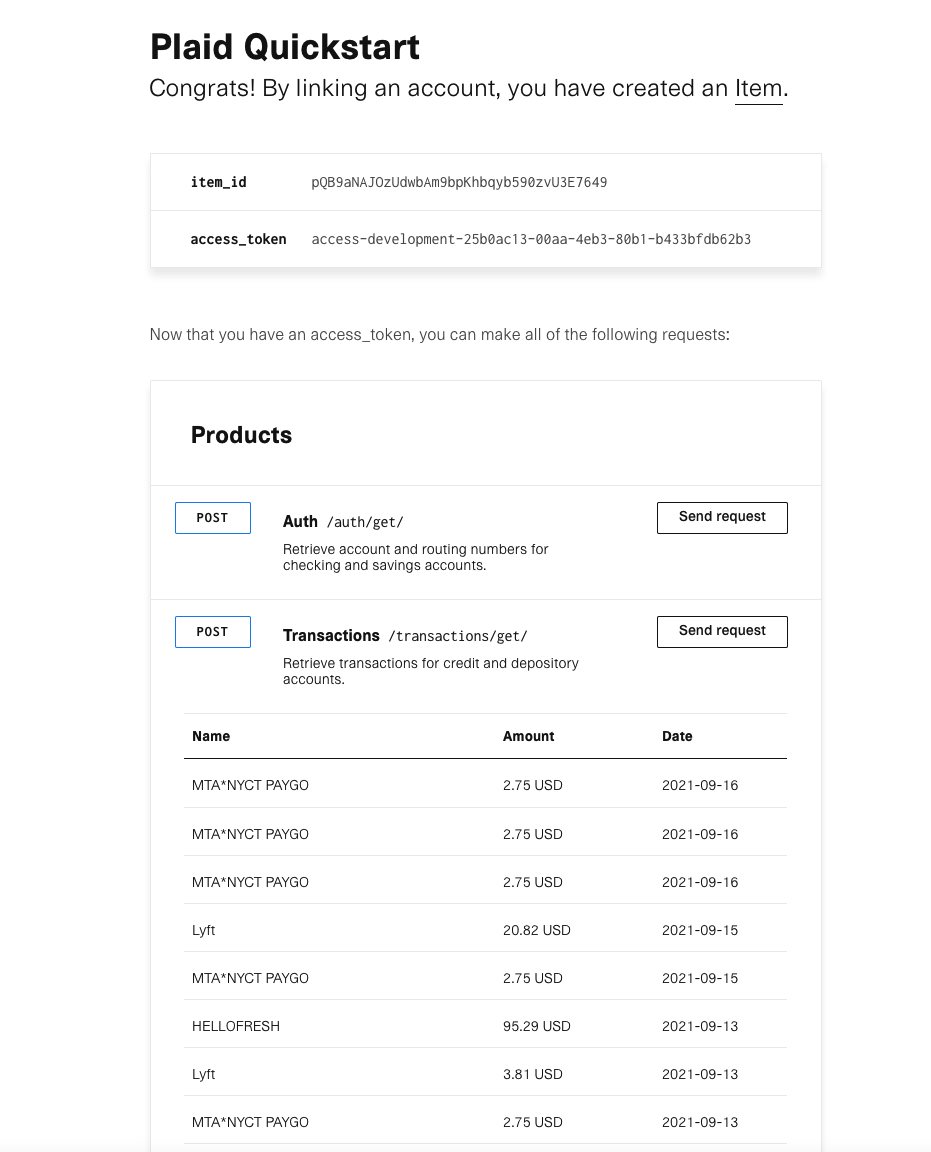 Plaid Quickstart
Congrats! By linking an account, you have created an Item.
item_id pQB9aNAJOzUdwbAm9bpKhbqyb590zvU3E7649
access_token access-development-25b0ac13-00aa-4eb3-80b1-b433bfdb62b3
Now that you have an access_token, you can make all of the following requests:
Products
POST Auth /auth/get/ Send request
Retrieve account and routing numbers for
checking and savings accounts.
POST Transactions /transactions/get/ Send request
Retrieve transactions for credit and depository
accounts.
Name Amount Date
MTA*NYCT PAYGO 2.75 USD 2021-09-16
MTA*NYCT PAYGO 2.75 USD 2021-09-16
MTA*NYCT PAYGO 2.75 USD 2021-09-16
Lyft 20.82 USD 2021-09-15
MTA*NYCT PAYGO 2.75 USD 2021-09-15
HELLOFRESH 95.29 USD 2021-09-13
Lyft 3.81 USD 2021-09-13
MTA*NYCT PAYGO 2.75 USD 2021-09-13